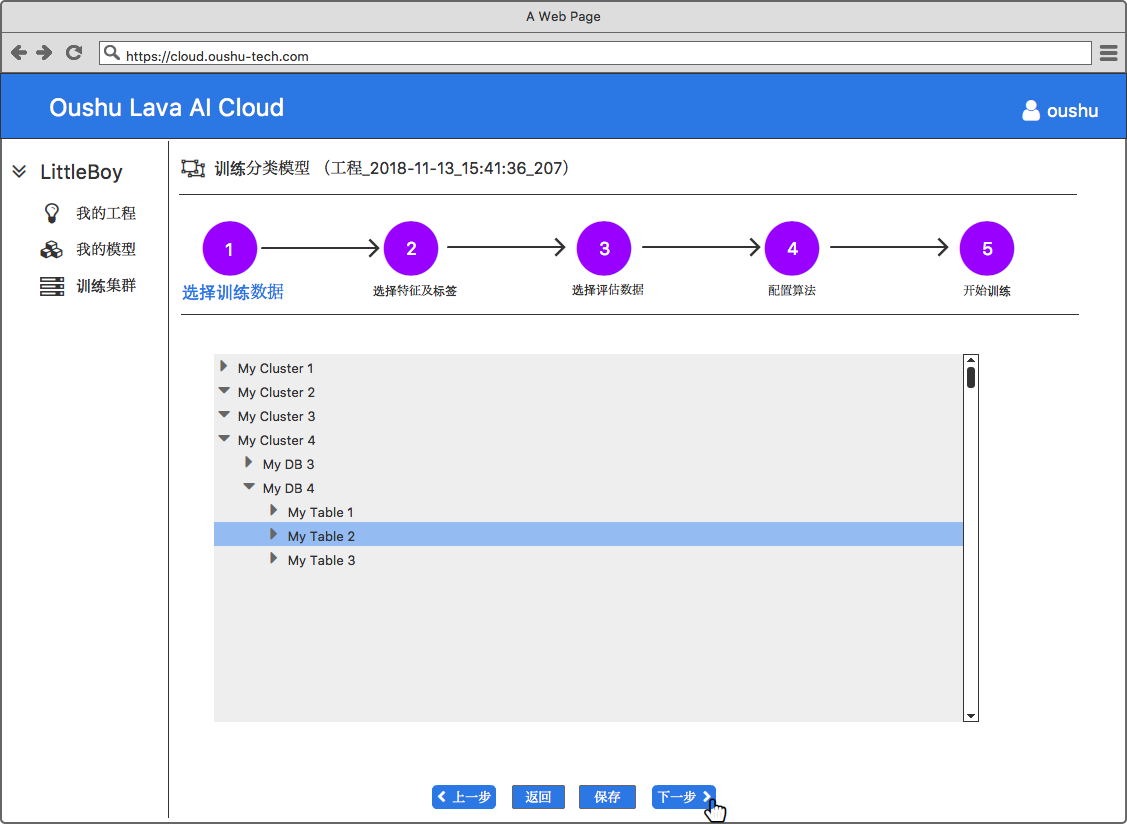 A Web Page
https://cloud.oushu-tech.com
Oushu Lava AI Cloud
oushu
LittleBoy
我的工程
我的模型
训练集群
训练分类模型 （工程_2018-11-13_15:41:36_207）
1
2
3
4
5
选择训练数据
选择特征及标签
选择评估数据
配置算法
开始训练
My Cluster 1
My Cluster 2
My Cluster 3
My Cluster 4
My DB 3
My DB 4
My Table 1
My Table 2
My Table 3
上一步
返回
保存
下一步